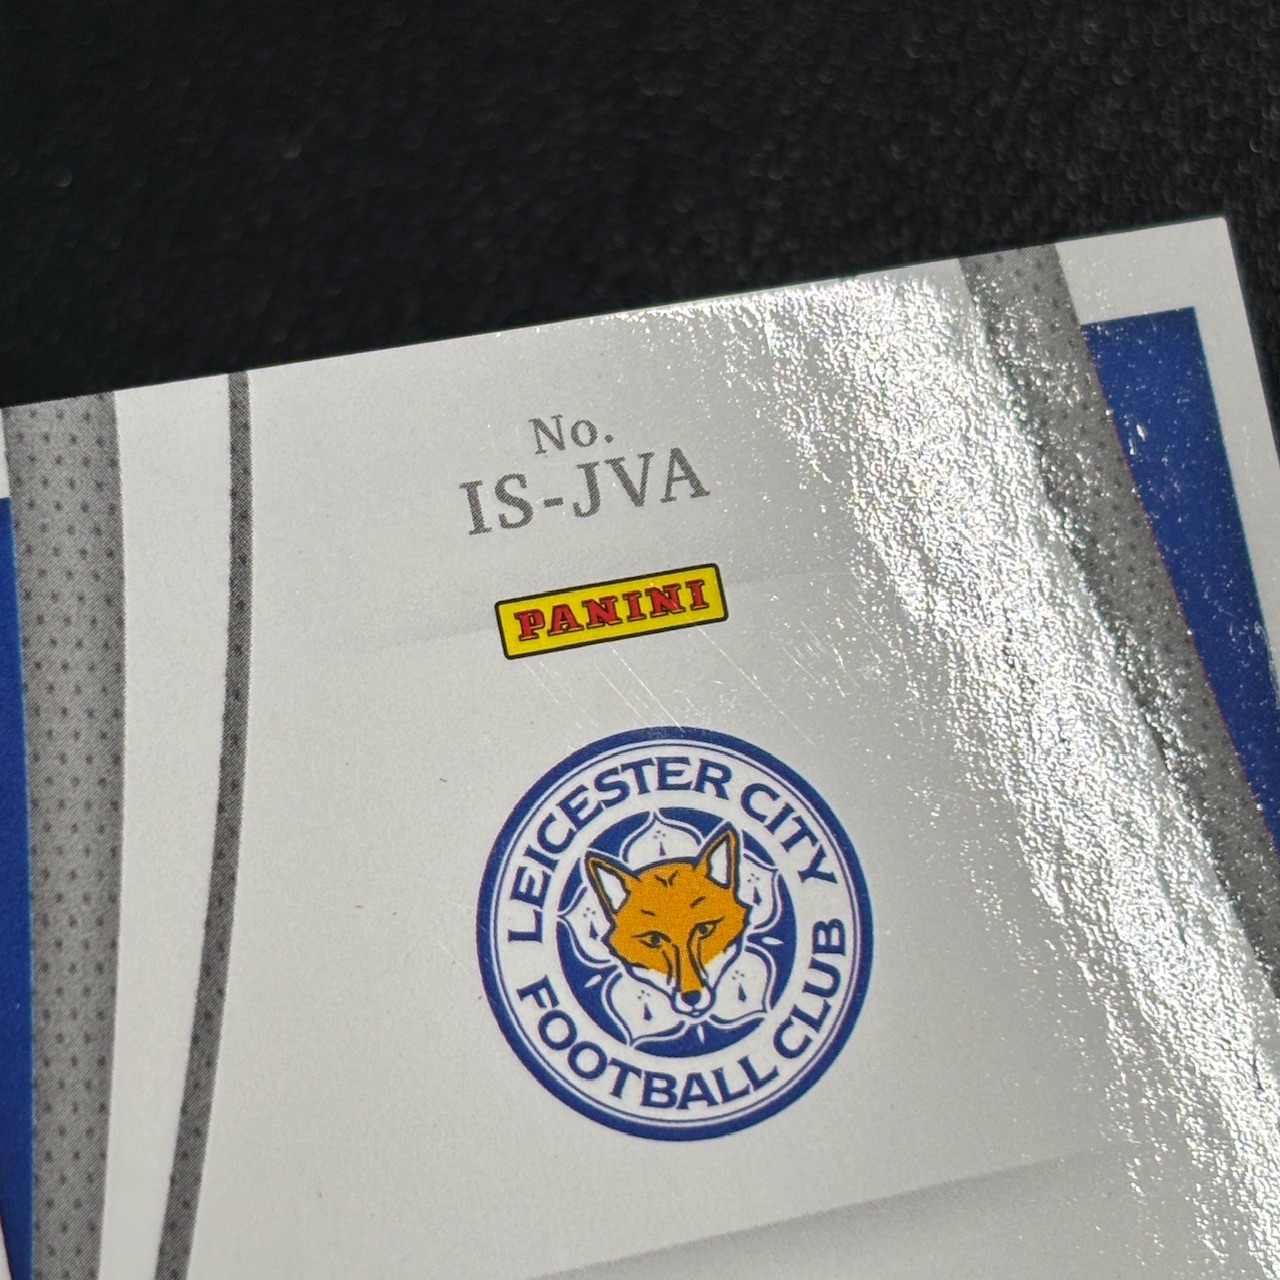 No.
IS-JVA
PANINI
LEICESTER CITY
FOOTBALL CLUB